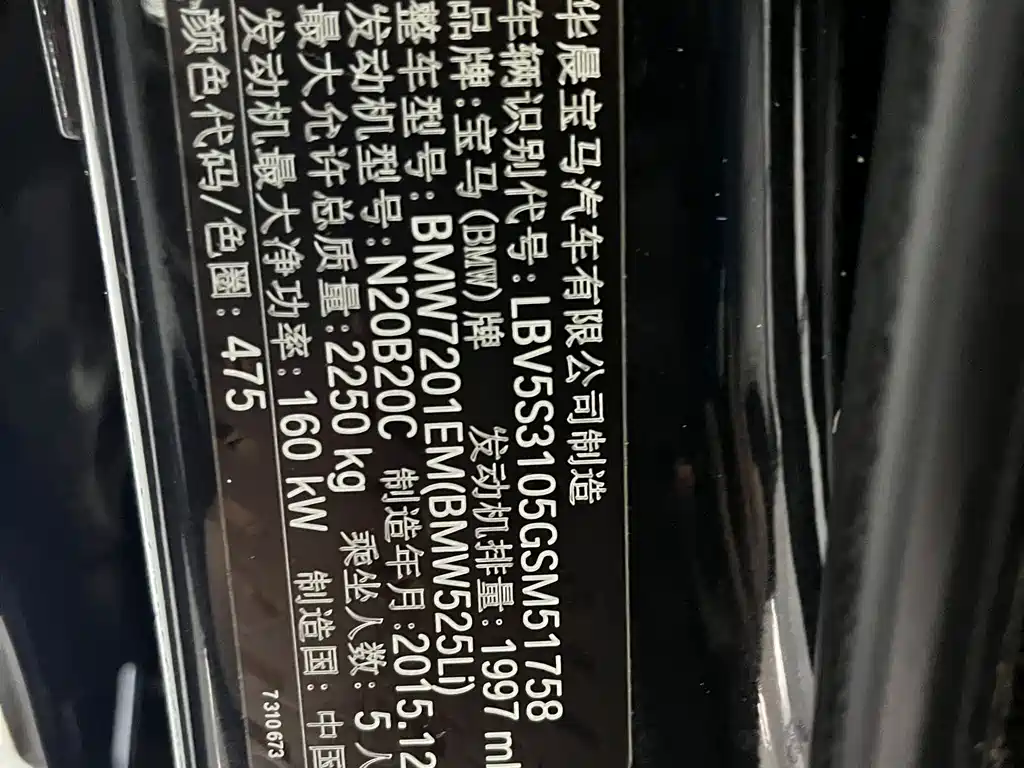 华晨宝马汽车有限公司制造
车辆识别代号:LBV5S3105GSM51758
品牌:宝马(BMW)牌 发动机排量:1997 ml
整车型号:BMW7201EM(BMW525Li)
发动机型号:N20B20C 制造年月:2015.12
最大允许总质量:2250 kg 乘坐人数:5人
发动机最大净功率:160 kW 制造国:中国
颜色代码/色圖:475
7310673